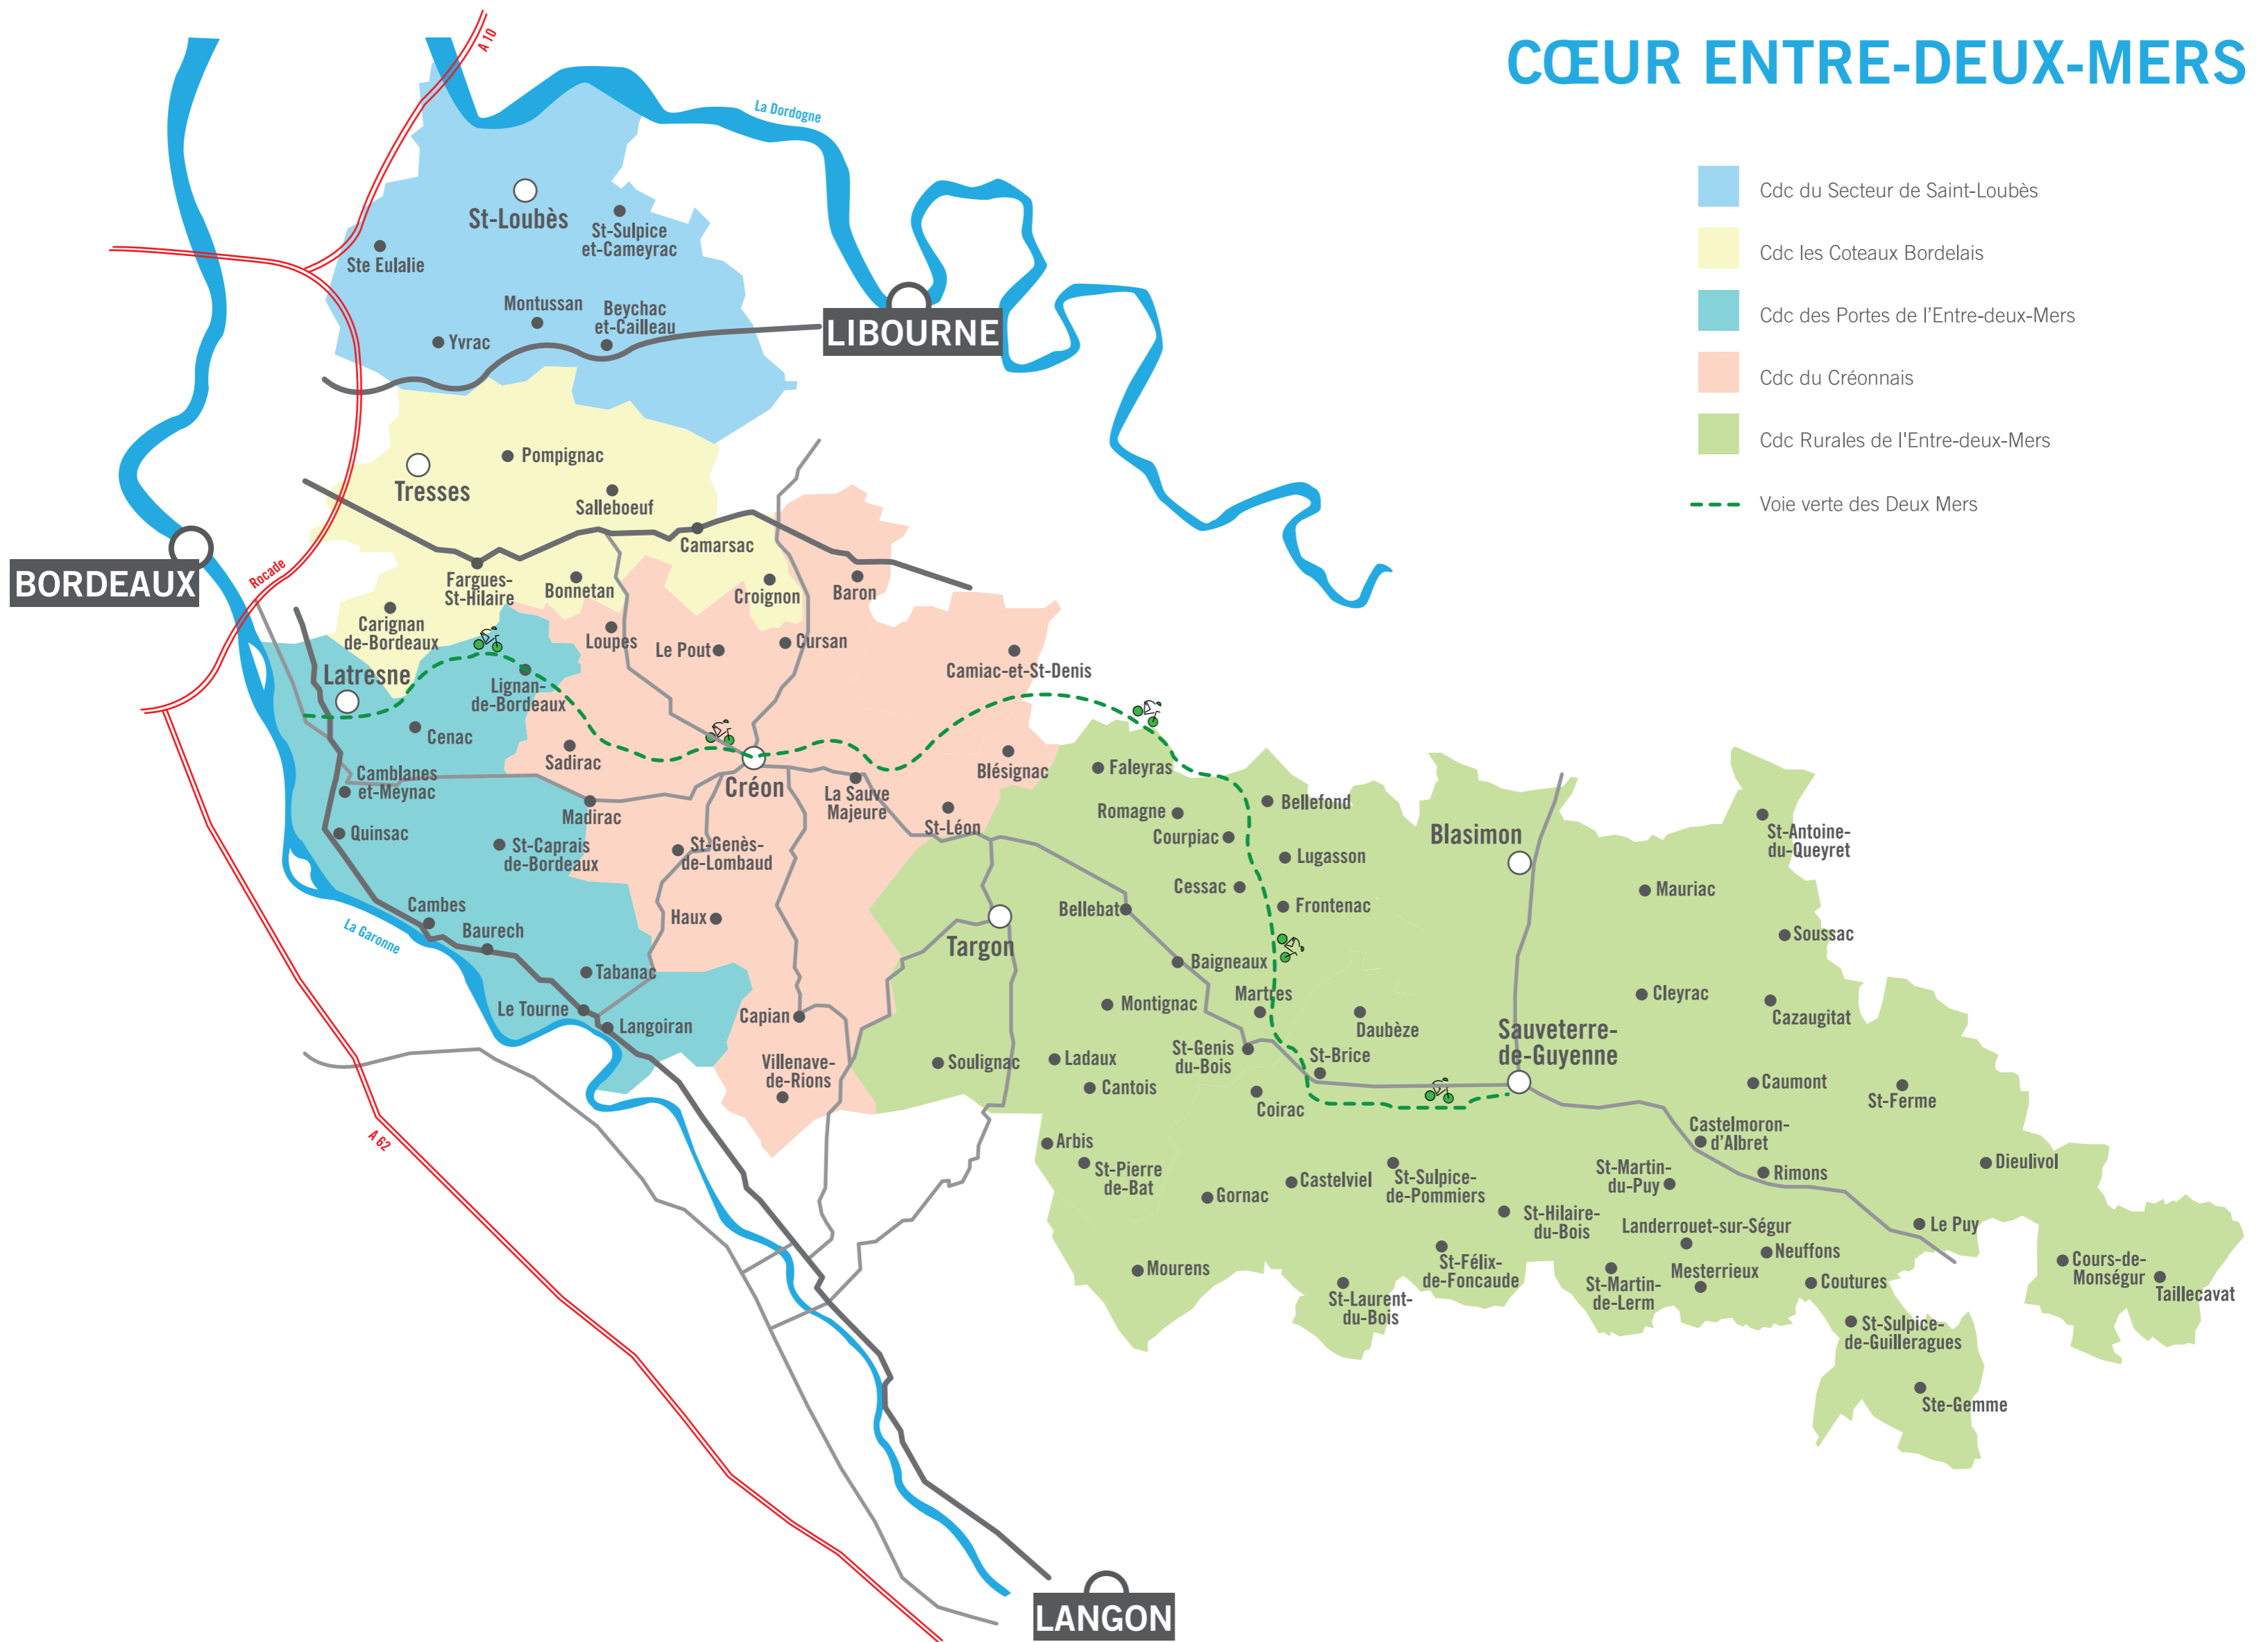 CŒUR ENTRE-DEUX-MERS
Cdc du Secteur de Saint-Loubès
Cdc les Coteaux Bordelais
Cdc des Portes de l'Entre-deux-Mers
Cdc du Créonnais
Cdc Rurales de l'Entre-deux-Mers
Voie verte des Deux Mers
A 10
La Dordogne
St-Loubès
St-Sulpice
et-Cameyrac
Ste Eulalie
Montussan
Beychac
et-Cailleau
Yvrac
LIBOURNE
Pompignac
Tresses
Salleboeuf
Camarsac
BORDEAUX
Rocade
Fargues-
St-Hilaire
Bonnetan
Croignon
Baron
Carignan
de-Bordeaux
Loupes
Le Pout
Cursan
Camiac-et-St-Denis
Latresne
Lignan-
de-Bordeaux
Cenac
Sadirac
Créon
La Sauve
Majeure
Blésignac
St-Léon
Camblanes
et-Meynac
Madirac
Quinsac
St-Caprais
de-Bordeaux
St-Genès-
de-Lombaud
Haux
Cambes
Baurech
La Garonne
Tabanac
Le Tourne
Langoiran
Capian
Villenave-
de-Rions
Faleyras
Romagne
Courpiac
Bellefond
Lugasson
Cessac
Frontenac
Bellebat
Targon
Baigneaux
Montignac
Martres
Daubèze
Blasimon
Mauriac
St-Antoine-
du-Queyret
Soussac
Cleyrac
Cazaugitat
Sauveterre-
de-Guyenne
Soulignac
Ladaux
Cantois
St-Genis
du-Bois
St-Brice
Coirac
Caumont
St-Ferme
Castelmoron-
d'Albret
Arbis
St-Pierre
de-Bat
Gornac
Castelviel
St-Sulpice-
de-Pommiers
St-Martin-
du-Puy
Rimons
Dieulivol
St-Hilaire-
du-Bois
Landerrouet-sur-Ségur
Le Puy
Mourens
St-Félix-
de-Foncaude
Neuffons
Mesterrieux
St-Martin-
de-Lerm
Coutures
Cours-de-
Monségur
Taillecavat
St-Laurent-
du-Bois
St-Sulpice-
de-Guilleragues
Ste-Gemme
A 62
LANGON